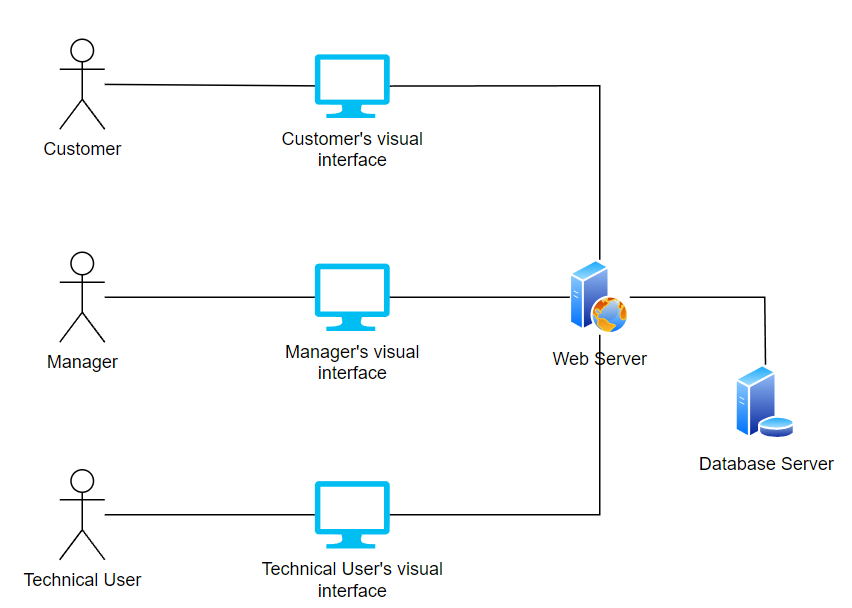 Customer
Customer's visual
interface
Manager
Manager's visual
interface
Web Server
Database Server
Technical User
Technical User's visual
interface